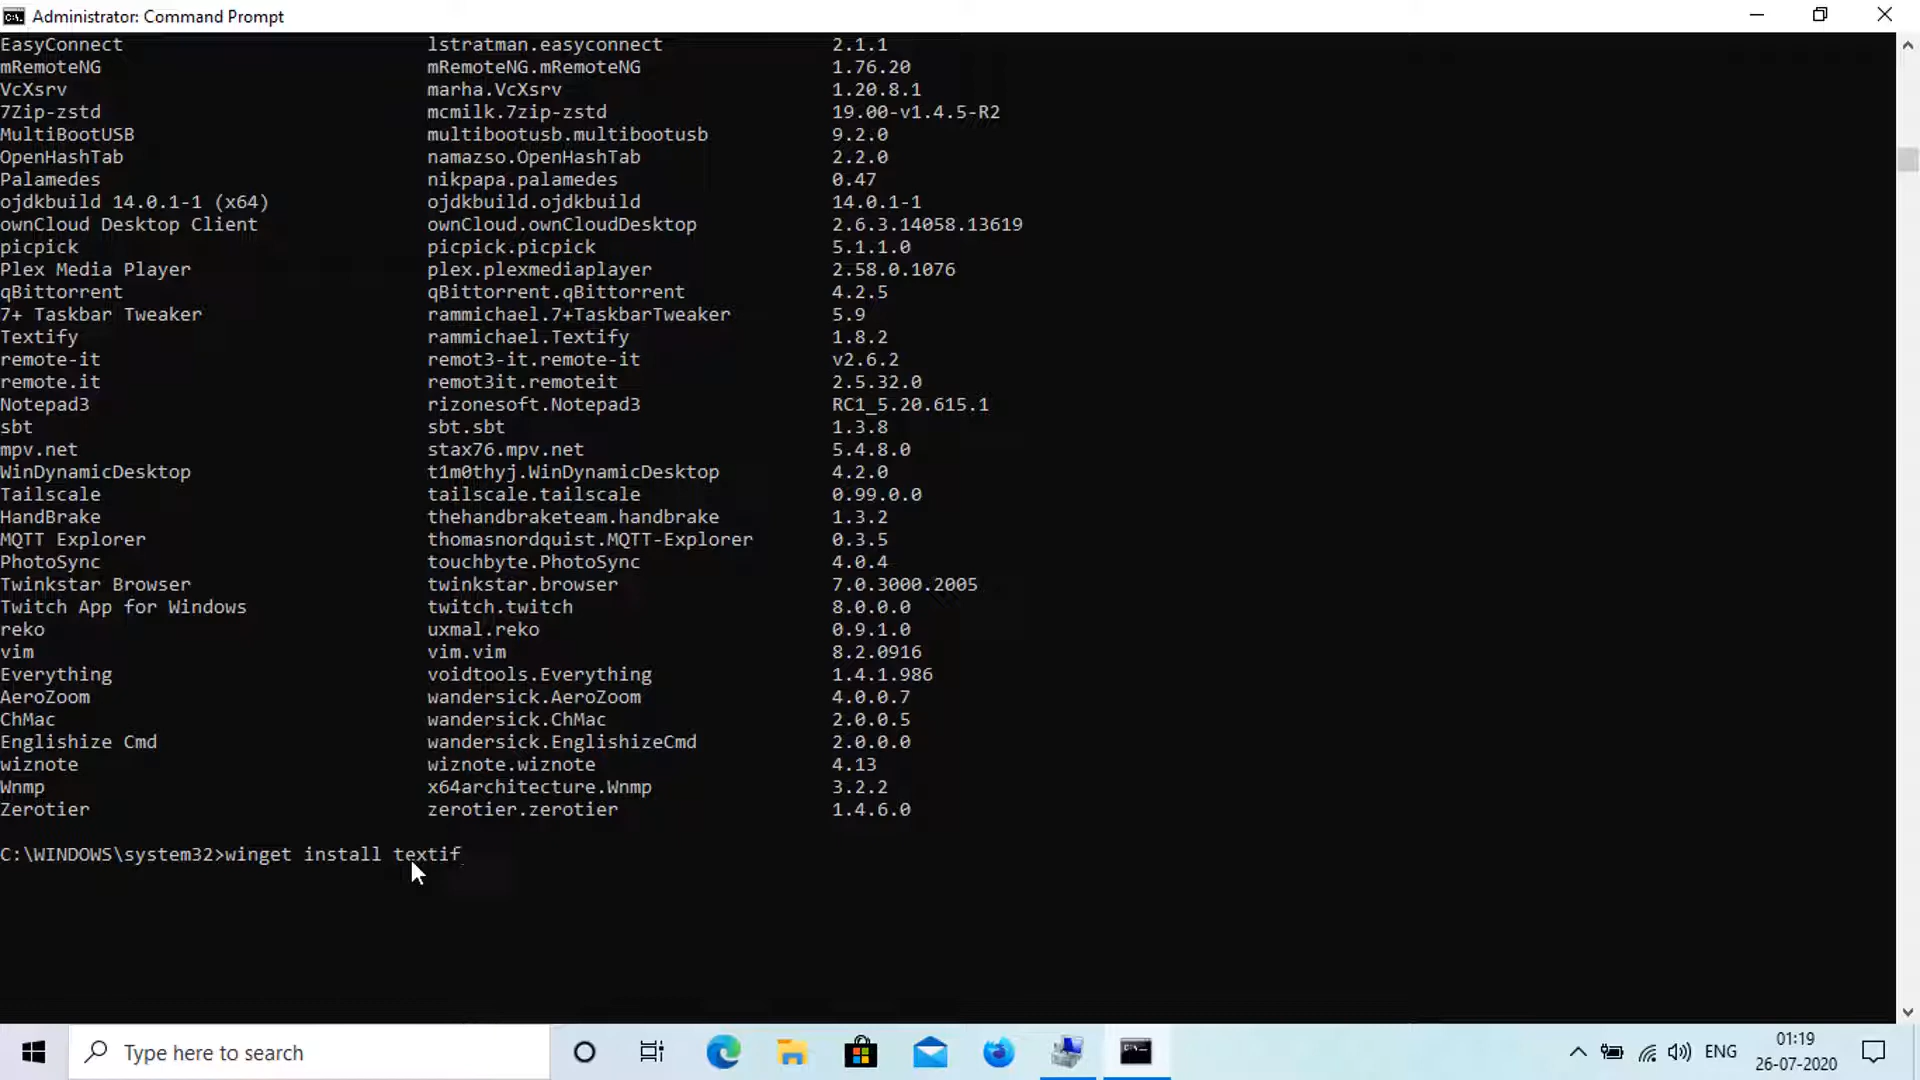 Administrator: Command Prompt
EasyConnect lstratman.easyconnect 2.1.1
mRemoteNG mRemoteNG.mRemoteNG 1.76.20
VcXsrv marha.VcXsrv 1.20.8.1
7Zip-zstd mcmilk.7zip-zstd 19.00-v1.4.5-R2
MultiBootUSB multibootusb.multibootusb 9.2.0
OpenHashTab namazso.OpenHashTab 2.2.0
Palamedes nikpapa.palamedes 0.47
ojdkbuild 14.0.1-1 (x64) ojdkbuild.ojdkbuild 14.0.1-1
ownCloud Desktop Client ownCloud.ownCloudDesktop 2.6.3.14058.13619
picpick picpick.picpick 5.1.1.0
Plex Media Player plex.plexmediaplayer 2.58.0.1076
qBittorrent qBittorrent.qBittorrent 4.2.5
7+ Taskbar Tweaker rammichael.7+TaskbarTweaker 5.9
Textify rammichael.Textify 1.8.2
remote-it remot3-it.remote-it v2.6.2
remote.it remot3it.remoteit 2.5.32.0
Notepad3 rizonesoft.Notepad3 RC1_5.20.615.1
sbt sbt.sbt 1.3.8
mpv.net stax76.mpv.net 5.4.8.0
WinDynamicDesktop t1m0thyj.WinDynamicDesktop 4.2.0
Tailscale tailscale.tailscale 0.99.0.0
HandBrake thehandbraketeam.handbrake 1.3.2
MQTT Explorer thomasnordquist.MQTT-Explorer 0.3.5
PhotoSync touchbyte.PhotoSync 4.0.4
Twinkstar Browser twinkstar.browser 7.0.3000.2005
Twitch App for Windows twitch.twitch 8.0.0.0
reko uxmal.reko 0.9.1.0
vim vim.vim 8.2.0916
Everything voidtools.Everything 1.4.1.986
AeroZoom wandersick.AeroZoom 4.0.0.7
ChMac wandersick.ChMac 2.0.0.5
Englishize Cmd wandersick.EnglishizeCmd 2.0.0.0
wiznote wiznote.wiznote 4.13
Wnmp x64architecture.Wnmp 3.2.2
Zerotier zerotier.zerotier 1.4.6.0
C:\WINDOWS\system32>winget install textif
Type here to search
ENG
01:19
26-07-2020